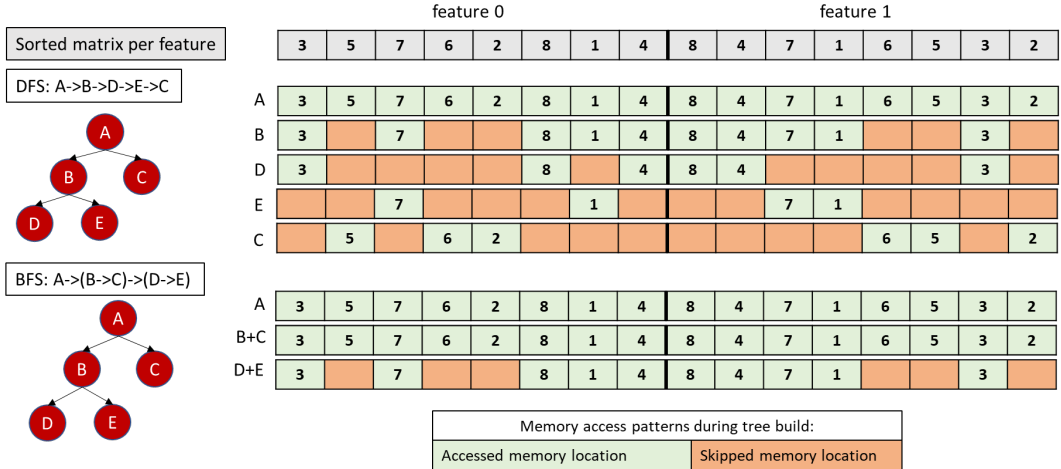 feature 0 feature 1
Sorted matrix per feature 3 5 7 6 2 8 1 4 8 4 7 1 6 5 3 2
DFS: A->B->D->E->C
A 3 5 7 6 2 8 1 4 8 4 7 1 6 5 3 2
B 3 7 8 1 4 8 4 7 1 3
D 3 8 4 8 4 3
E 7 1 7 1
C 5 6 2 6 5 2
A
B C
D E
BFS: A->(B->C)->(D->E)
A 3 5 7 6 2 8 1 4 8 4 7 1 6 5 3 2
B+C 3 5 7 6 2 8 1 4 8 4 7 1 6 5 3 2
D+E 3 7 8 1 4 8 4 7 1 3
A
B C
D E
Memory access patterns during tree build:
Accessed memory location Skipped memory location